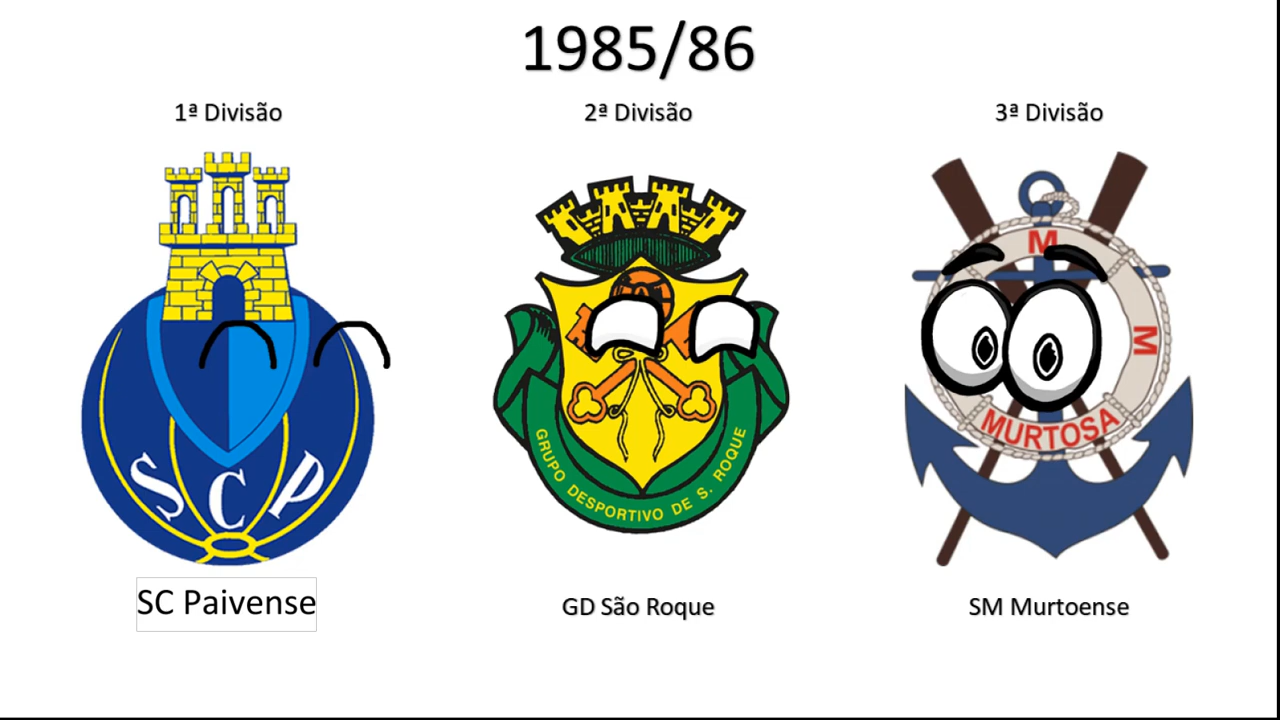 1985/86
1ª Divisão
2ª Divisão
3ª Divisão
S C P
GRUPO DESPORTIVO DE S. ROQUE
M
M
MURTOSA
SC Paivense
GD São Roque
SM Murtoense